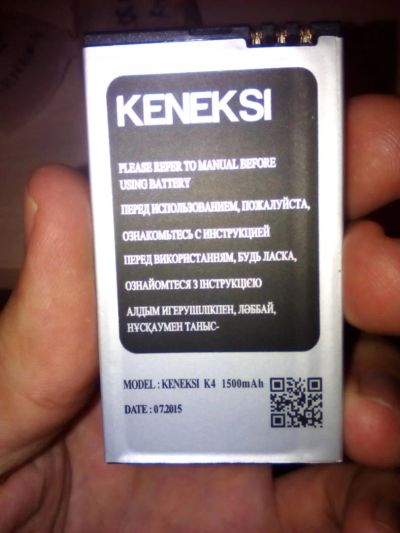 KENEKSI
PLEASE REFER TO MANUAL BEFORE
USING BATTERY
ПЕРЕД ИСПОЛЬЗОВАНИЕМ, ПОЖАЛУЙСТА,
ОЗНАКОМЬТЕСЬ С ИНСТРУКЦИЕЙ
ПЕРЕД ВИКОРИСТАННЯМ, БУДЬ ЛАСКА,
ОЗНАЙОМТЕСЯ З ІНСТРУКЦІЄЮ
АЛДЫМ ИГЕРУШІЛІКПЕН, ЛӘББАЙ,
НҰСҚАУМЕН ТАНЫС-
MODEL : KENEKSI K4 1500mAh
DATE : 07.2015